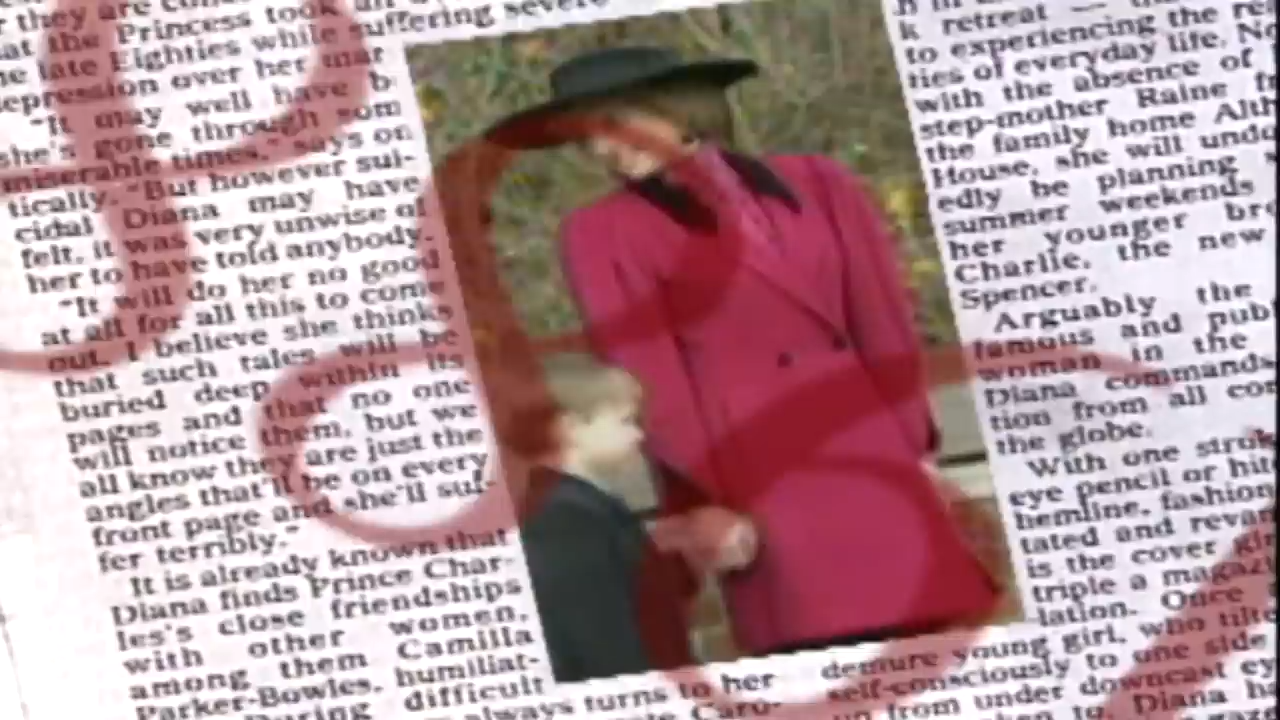 the Princess took
suffering severe
late Eighties while
depression over her
"It may well have
she's gone through
miserable times," says
"But however sui-
cidal Diana may have
felt, it was very unwise of
her to have told anybody.
"It will do her no good
at all for all this to come
out. I believe she thinks
that such tales will be
buried deep within its
pages and that no one
will notice them, but we
all know they are just the
angles that'll be on every
front page and she'll suf-
fer terribly."
It is already known that
Diana finds Prince Char-
les's close friendships
with other women,
among them Camilla
Parker-Bowles, humiliat-
During difficult
always turns to her
retreat —
to experiencing the
ties of everyday life.
with the absence of
step-mother Raine
the family home
House, she will
edly be planning
summer weekends
her younger
Charlie, the new
Spencer.
Arguably the
famous and
woman in the
Diana
tion from all
the globe.
With one
eye pencil or
hemline, fashion
tated and
is the cover
triple a
lation. Once
demure young girl, who
self-consciously to one side
from under downcast
Diana